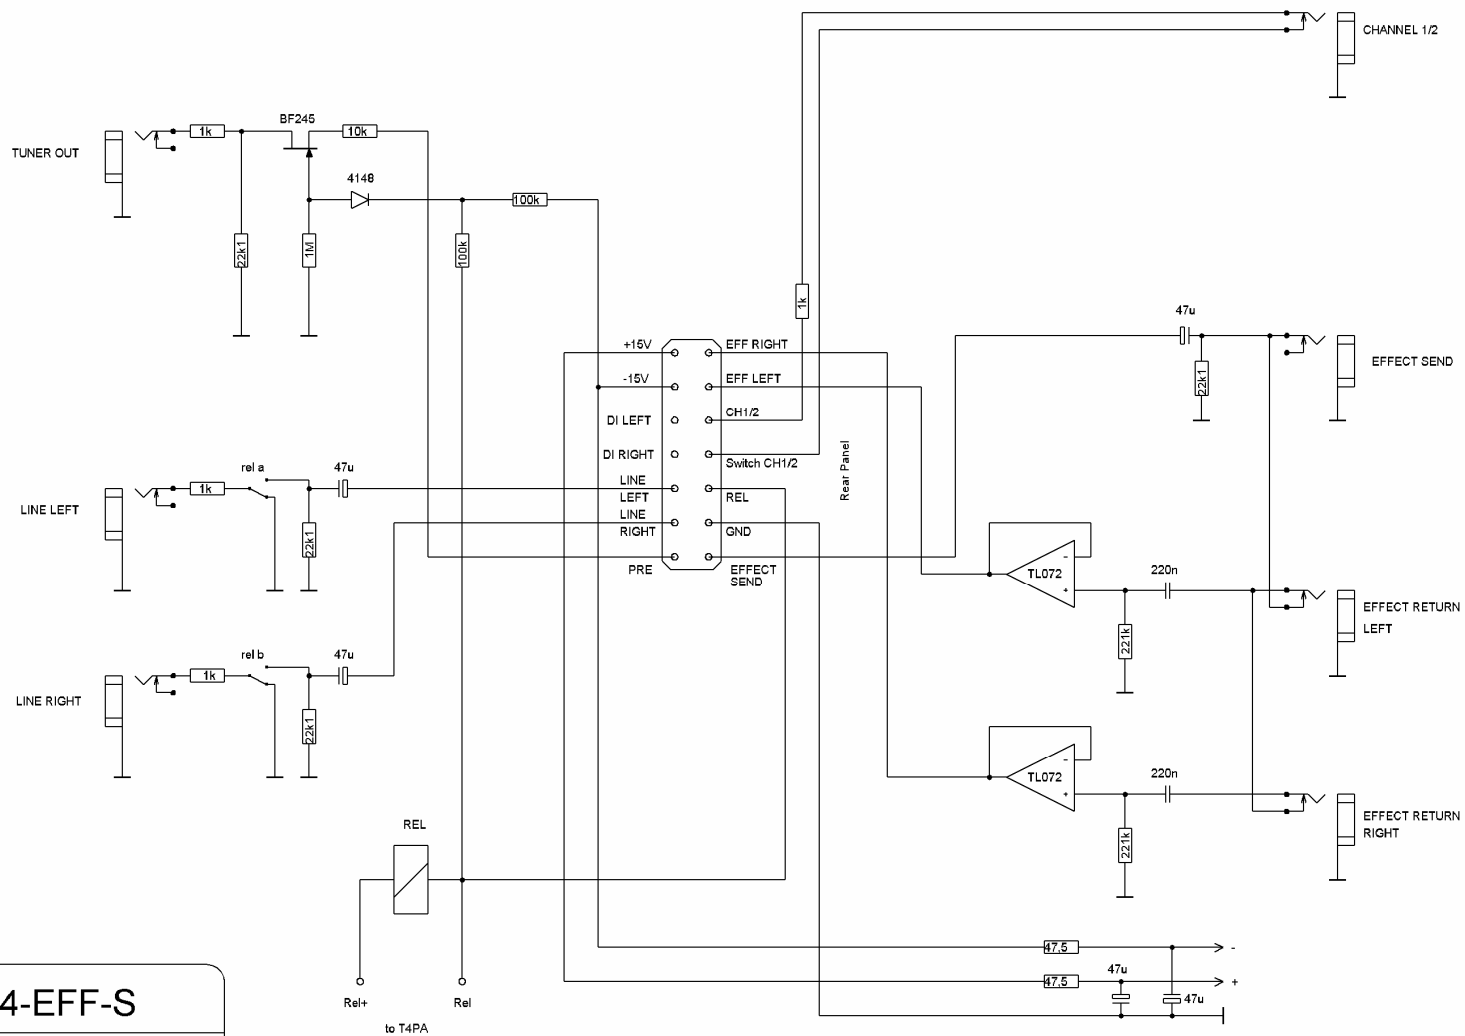 CHANNEL 1/2
BF245
1k
10k
TUNER OUT
4148
100k
22k1
1M
100k
1k
47u
+15V
EFF RIGHT
EFFECT SEND
22k1
-15V
EFF LEFT
DI LEFT
CH1/2
DI RIGHT
Switch CH1/2
Rear Panel
rel a
47u
1k
LINE
LEFT
REL
LINE LEFT
LINE
RIGHT
GND
22k1
PRE
EFFECT
SEND
TL072
-
+
220n
EFFECT RETURN
LEFT
221k
rel b
47u
1k
LINE RIGHT
22k1
TL072
-
+
220n
EFFECT RETURN
RIGHT
221k
REL
47,5
-
47,5
47u
+
47u
Rel+
Rel
to T4PA
4-EFF-S